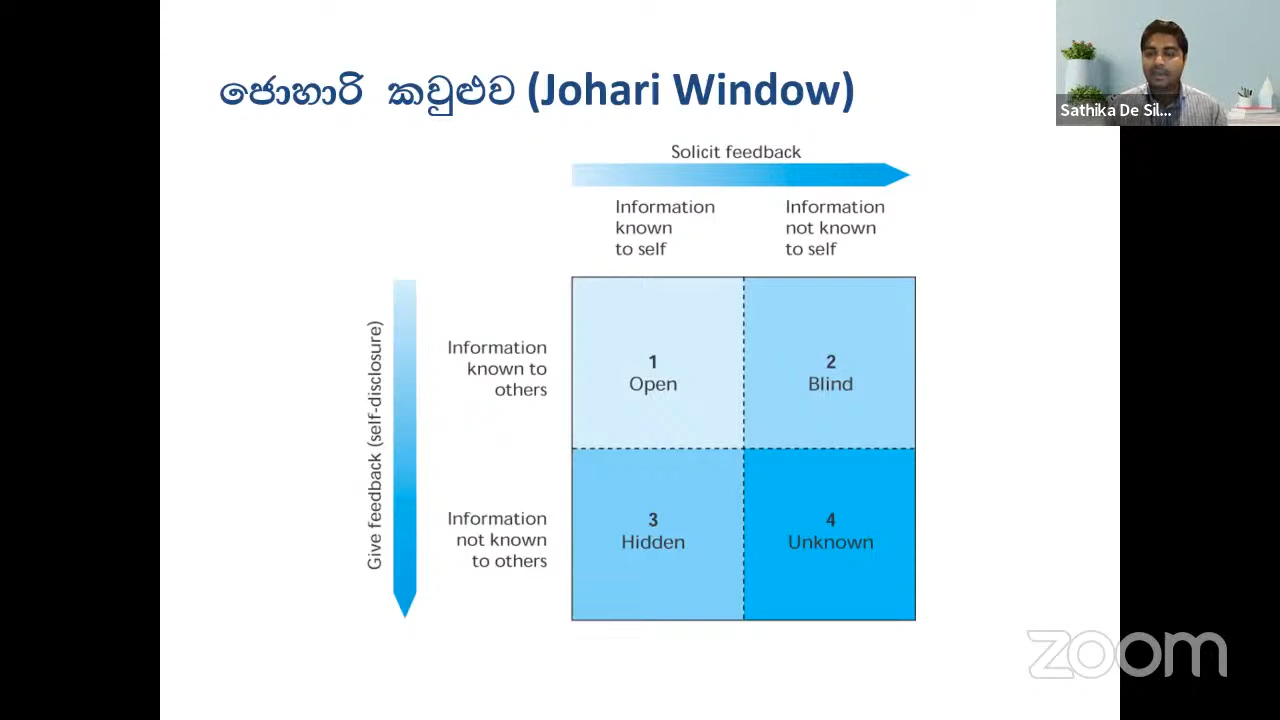 ජොහාරි කවුළුව (Johari Window)
Sathika De Sil...
Solicit feedback
Information
known
to self
Information
not known
to self
Give feedback (self-disclosure)
Information
known to
others
1
Open
2
Blind
Information
not known
to others
3
Hidden
4
Unknown
zoom